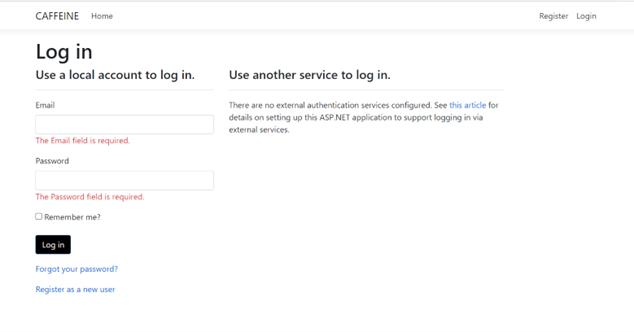 CAFFEINE Home Register Login
Log in
Use a local account to log in.
Email
The Email field is required.
Password
The Password field is required.
Remember me?
Log in
Forgot your password?
Register as a new user
Use another service to log in.
There are no external authentication services configured. See this article for
details on setting up this ASP.NET application to support logging in via
external services.